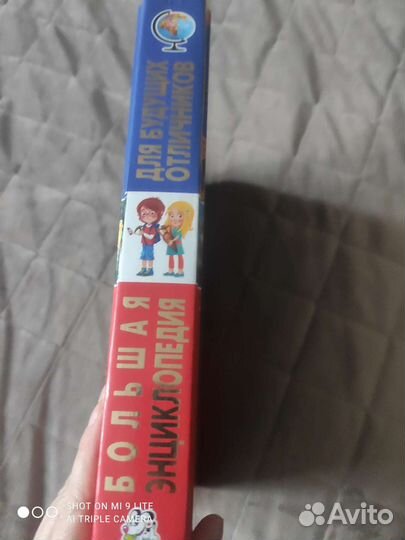 БОЛЬШАЯ
ЭНЦИКЛОПЕДИЯ
ДЛЯ БУДУЩИХ
ОТЛИЧНИКОВ
SHOT ON MI 9 LITE
AI TRIPLE CAMERA
Avito